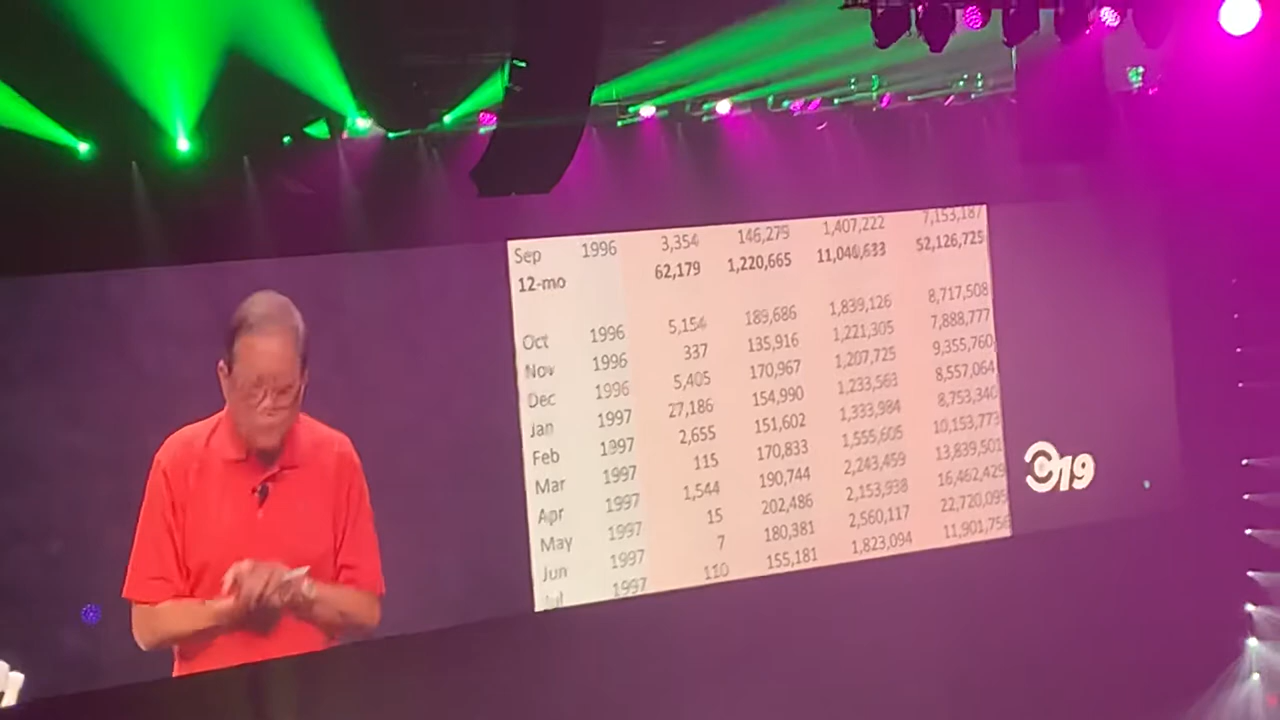 Sep 1996 3,354 146,279 1,407,222 7,153,187
12-mo 62,179 1,220,665 11,040,633 52,126,725
Oct 1996 5,154 189,686 1,839,126 8,717,508
Nov 1996 337 135,916 1,221,305 7,888,777
Dec 1996 5,405 170,967 1,207,725 9,355,760
Jan 1997 27,186 154,990 1,233,563 8,557,064
Feb 1997 2,655 151,602 1,333,984 8,753,340
Mar 1997 115 170,833 1,555,605 10,153,773
Apr 1997 1,544 190,744 2,243,459 13,839,501
May 1997 15 202,486 2,153,938 16,462,429
Jun 1997 7 180,381 2,560,117 22,720,095
Jul 1997 110 155,181 1,823,094 11,901,756
19